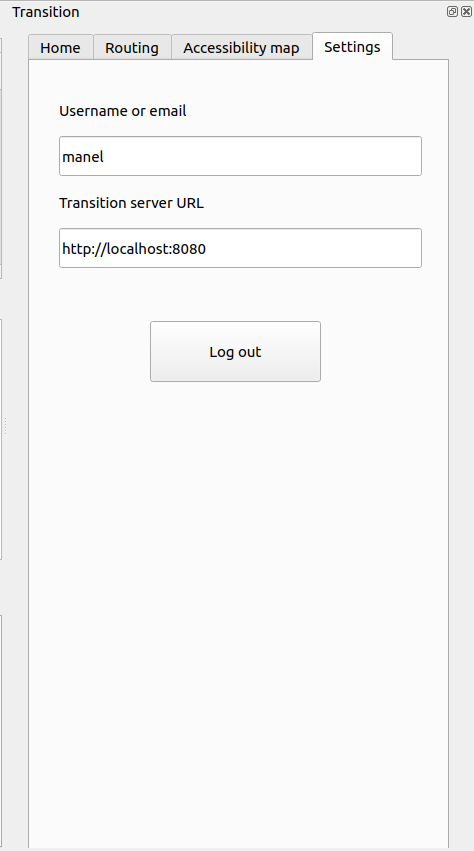 Transition
Home Routing Accessibility map Settings
Username or email
manel
Transition server URL
http://localhost:8080
Log out